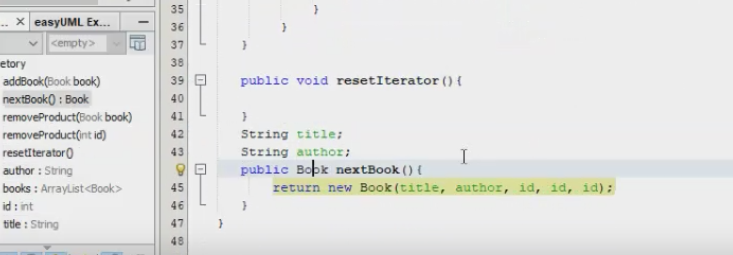 easyUML Ex...
<empty>
etory
addBook(Book book)
nextBook() : Book
removeProduct(Book book)
removeProduct(int id)
resetIterator()
author : String
books : ArrayList<Book>
id : int
title : String
35 }
36 }
37 }
38
39 public void resetIterator(){
40
41 }
42 String title;
43 String author;
public Book nextBook(){
45 return new Book(title, author, id, id, id);
46 }
47 }
48